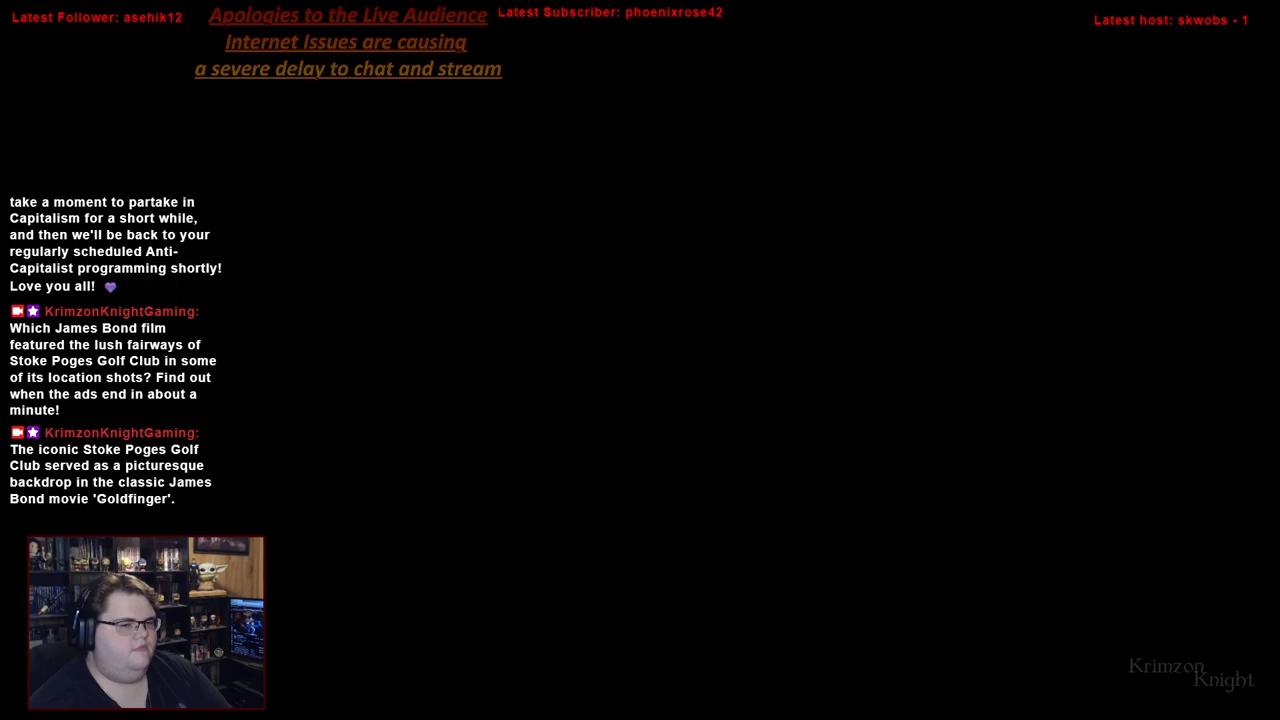 Latest Follower: asehik12
Apologies to the Live Audience
Internet Issues are causing
a severe delay to chat and stream
Latest Subscriber: phoenixrose42
Latest host: skwobs - 1
take a moment to partake in
Capitalism for a short while,
and then we'll be back to your
regularly scheduled Anti-
Capitalist programming shortly!
Love you all!
KrimzonKnightGaming:
Which James Bond film
featured the lush fairways of
Stoke Poges Golf Club in some
of its location shots? Find out
when the ads end in about a
minute!
KrimzonKnightGaming:
The iconic Stoke Poges Golf
Club served as a picturesque
backdrop in the classic James
Bond movie 'Goldfinger'.
Krimzon
Knight